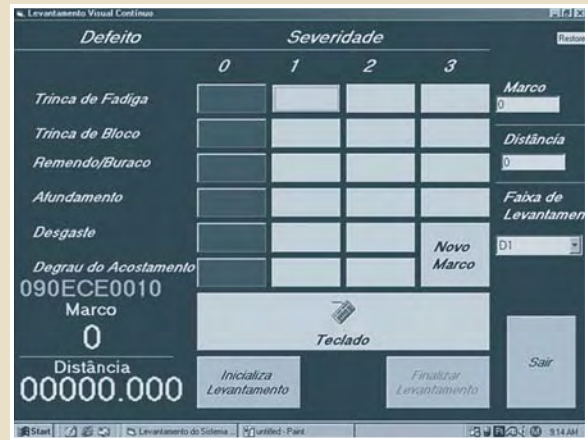 Levantamento Visual Contínuo
Defeito Severidade
Restore
0 1 2 3
Trinca de Fadiga
Marco
0
Trinca de Bloco
Distância
Remendo/Buraco
0
Afundamento
Faixa de
Levantamen
Desgaste
D1
Novo
Marco
Degrau do Acostamento
090ECE0010
Marco
0
Teclado
Distância
00000.000
Inicializa
Levantamento
Finalizar
Levantamento
Sair
Start
Levantamento do Sistema ...
untitled - Paint
9:14 AM